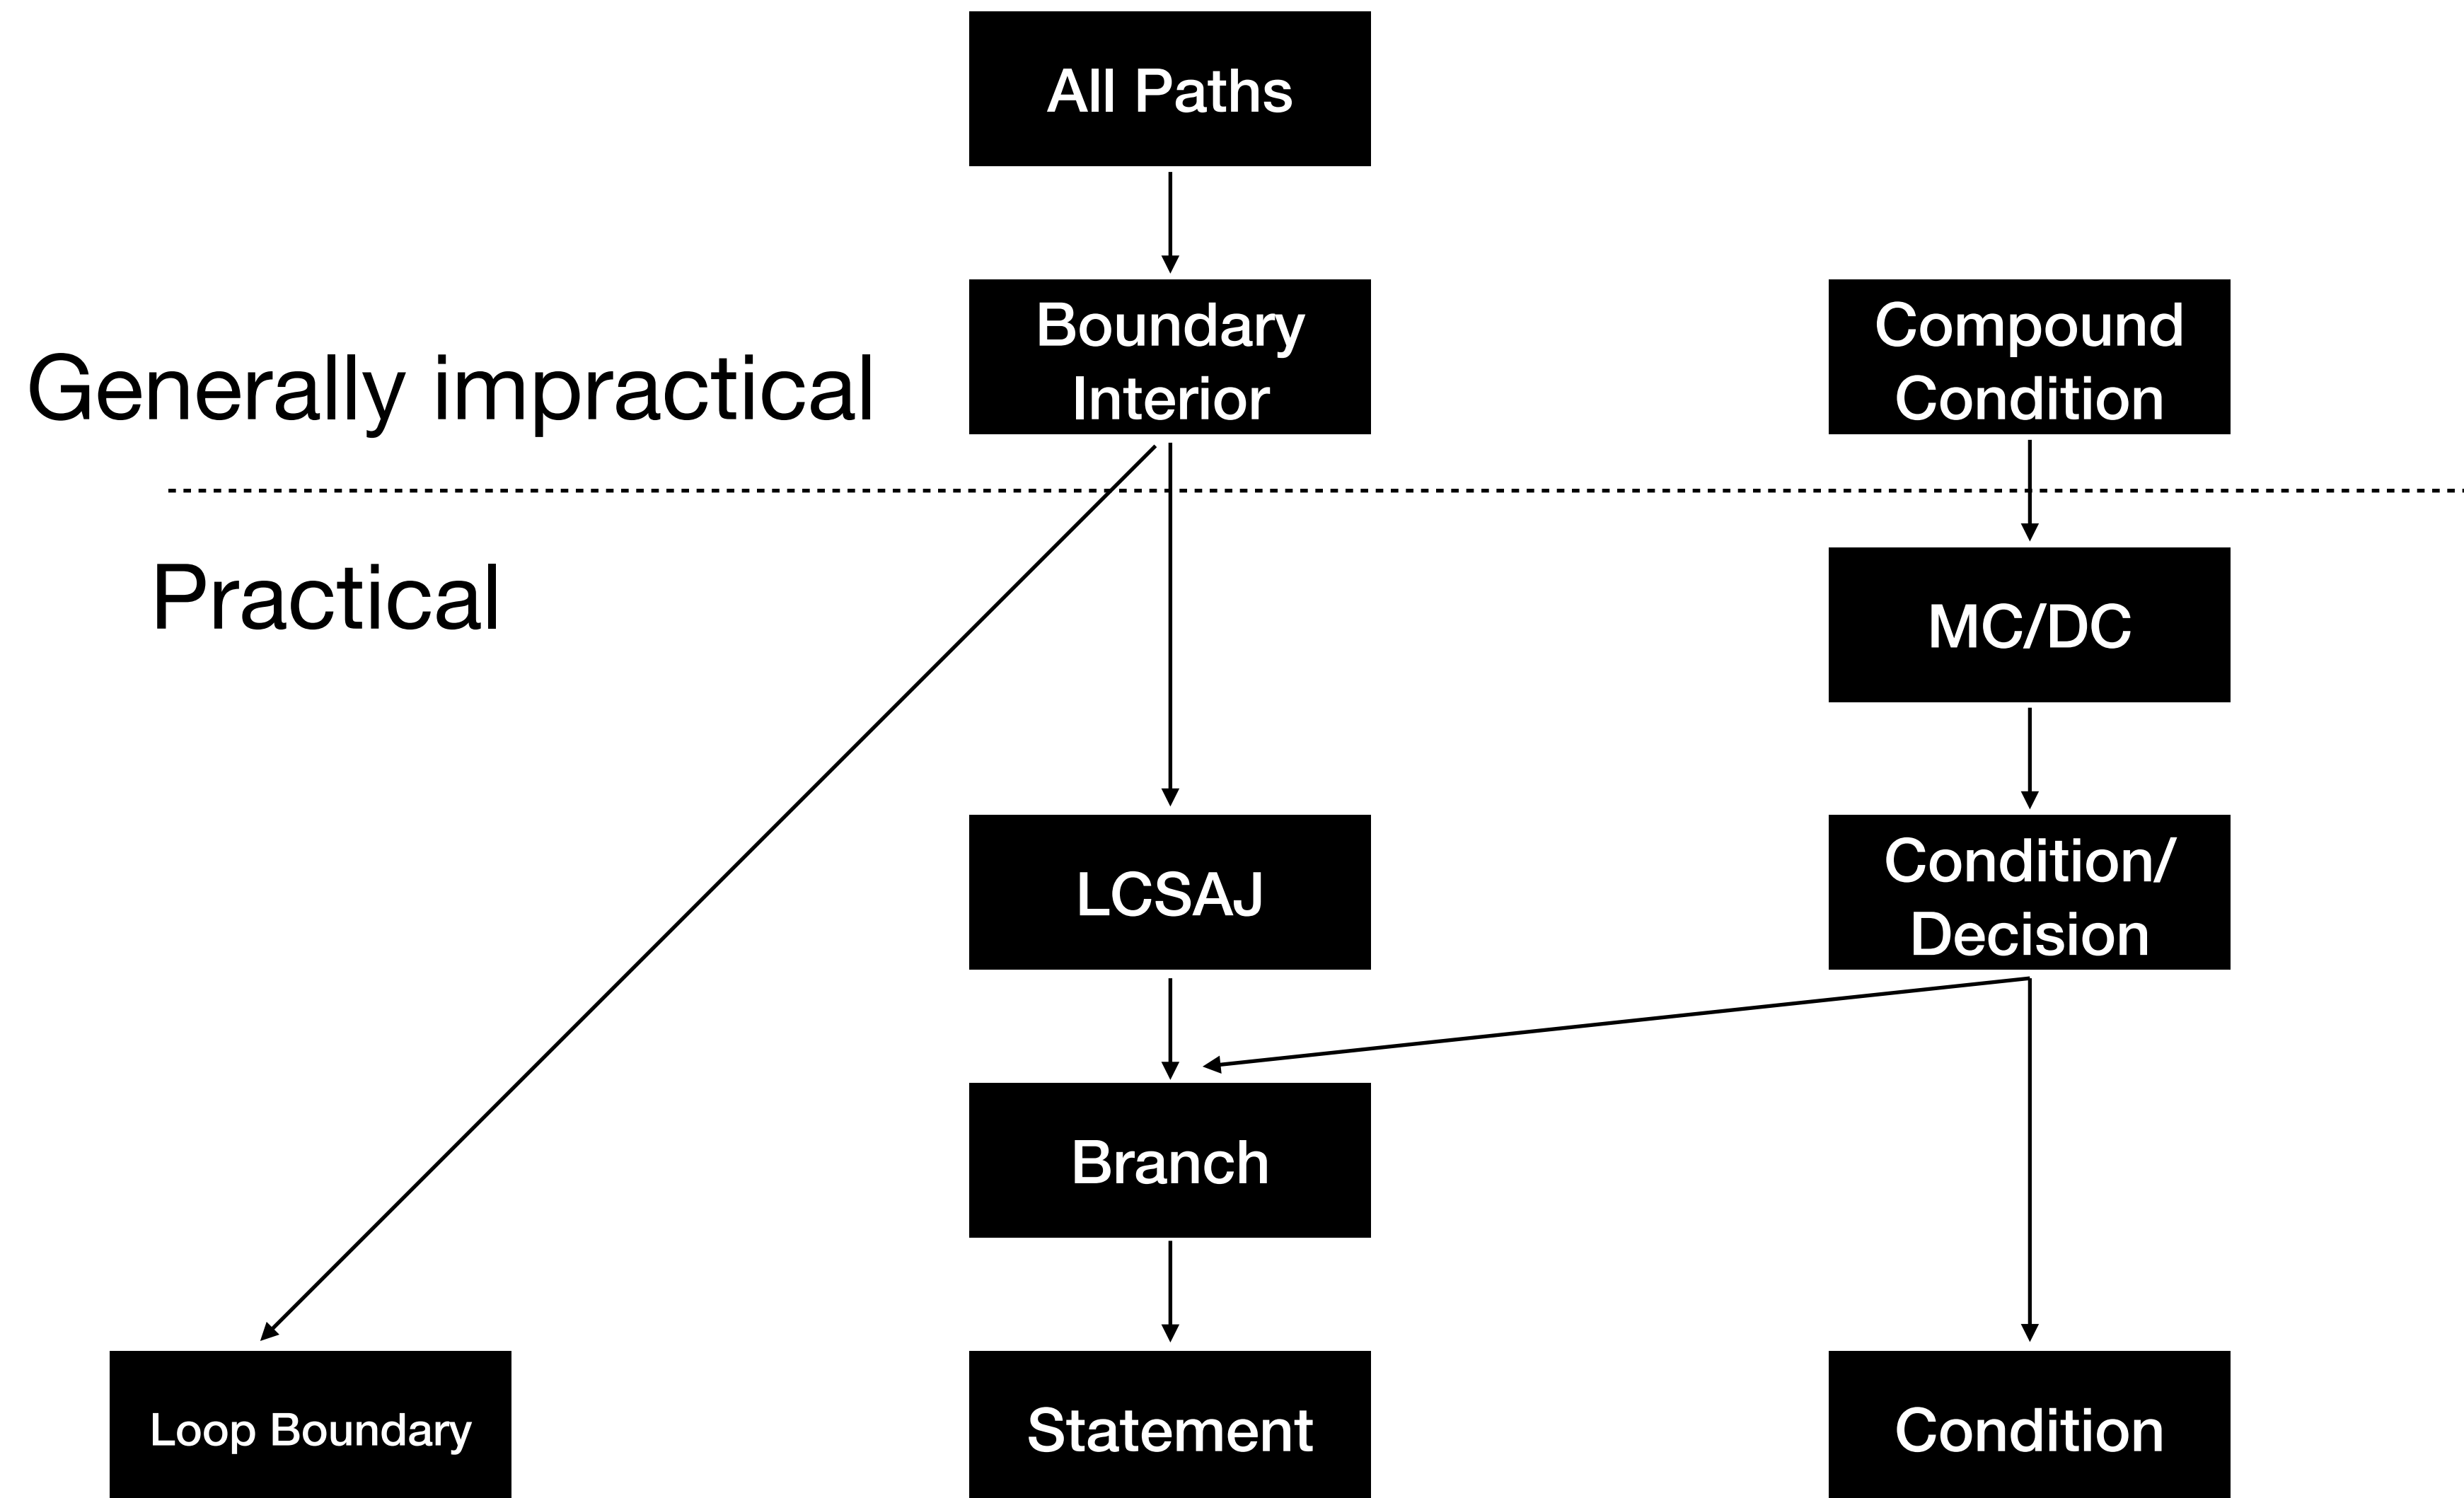 All Paths
Boundary
Interior
Compound
Condition
Generally impractical
Practical
MC/DC
LCSAJ
Condition/
Decision
Branch
Loop Boundary
Statement
Condition